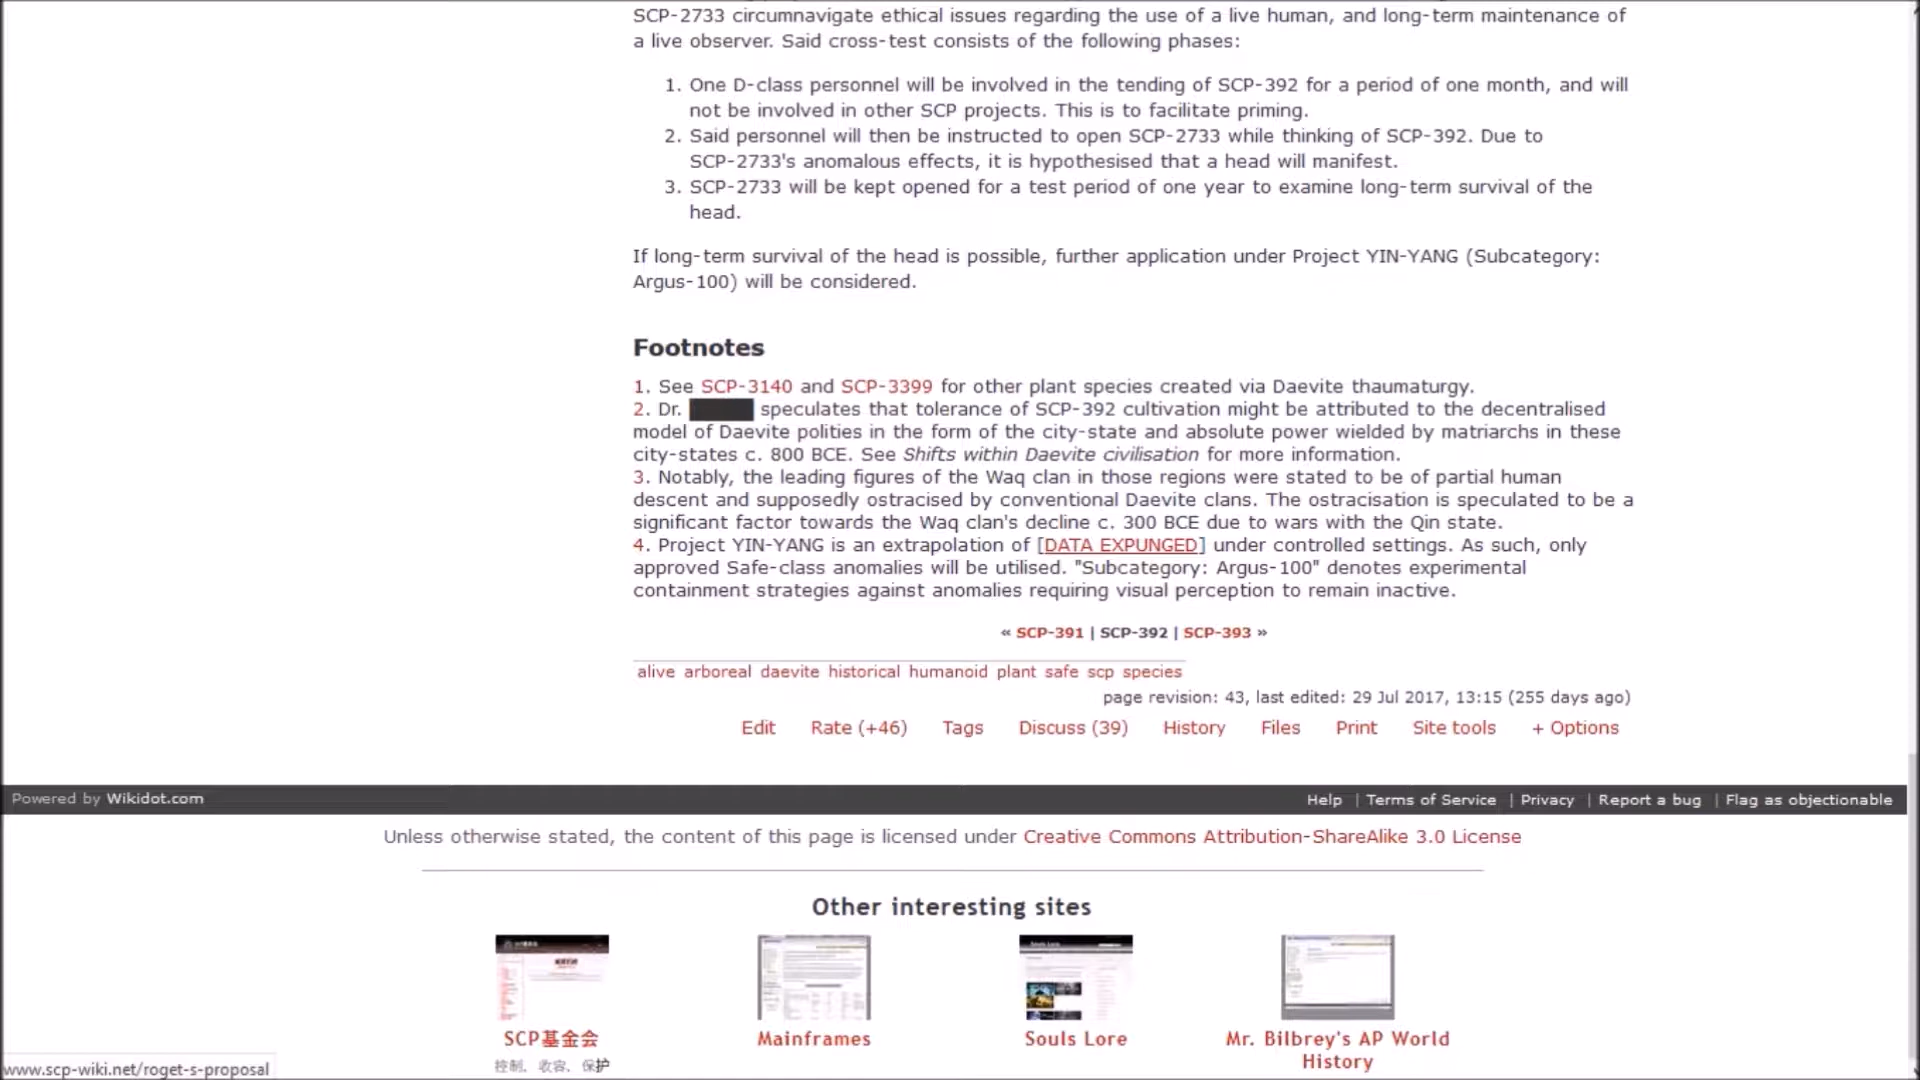 SCP-2733 circumnavigate ethical issues regarding the use of a live human, and long-term maintenance of
a live observer. Said cross-test consists of the following phases:
1. One D-class personnel will be involved in the tending of SCP-392 for a period of one month, and will
not be involved in other SCP projects. This is to facilitate priming.
2. Said personnel will then be instructed to open SCP-2733 while thinking of SCP-392. Due to
SCP-2733's anomalous effects, it is hypothesised that a head will manifest.
3. SCP-2733 will be kept opened for a test period of one year to examine long-term survival of the
head.
If long-term survival of the head is possible, further application under Project YIN-YANG (Subcategory:
Argus-100) will be considered.
Footnotes
1. See SCP-3140 and SCP-3399 for other plant species created via Daevite thaumaturgy.
2. Dr. speculates that tolerance of SCP-392 cultivation might be attributed to the decentralised
model of Daevite polities in the form of the city-state and absolute power wielded by matriarchs in these
city-states c. 800 BCE. See Shifts within Daevite civilisation for more information.
3. Notably, the leading figures of the Waq clan in those regions were stated to be of partial human
descent and supposedly ostracised by conventional Daevite clans. The ostracisation is speculated to be a
significant factor towards the Waq clan's decline c. 300 BCE due to wars with the Qin state.
4. Project YIN-YANG is an extrapolation of [DATA EXPUNGED] under controlled settings. As such, only
approved Safe-class anomalies will be utilised. "Subcategory: Argus-100" denotes experimental
containment strategies against anomalies requiring visual perception to remain inactive.
« SCP-391 | SCP-392 | SCP-393 »
alive arboreal daevite historical humanoid plant safe scp species
page revision: 43, last edited: 29 Jul 2017, 13:15 (255 days ago)
Edit Rate (+46) Tags Discuss (39) History Files Print Site tools + Options
Powered by Wikidot.com Help | Terms of Service | Privacy | Report a bug | Flag as objectionable
Unless otherwise stated, the content of this page is licensed under Creative Commons Attribution-ShareAlike 3.0 License
Other interesting sites
SCP基金会 Mainframes Souls Lore Mr. Bilbrey's AP World
History
控制，收容，保护
www.scp-wiki.net/roget-s-proposal